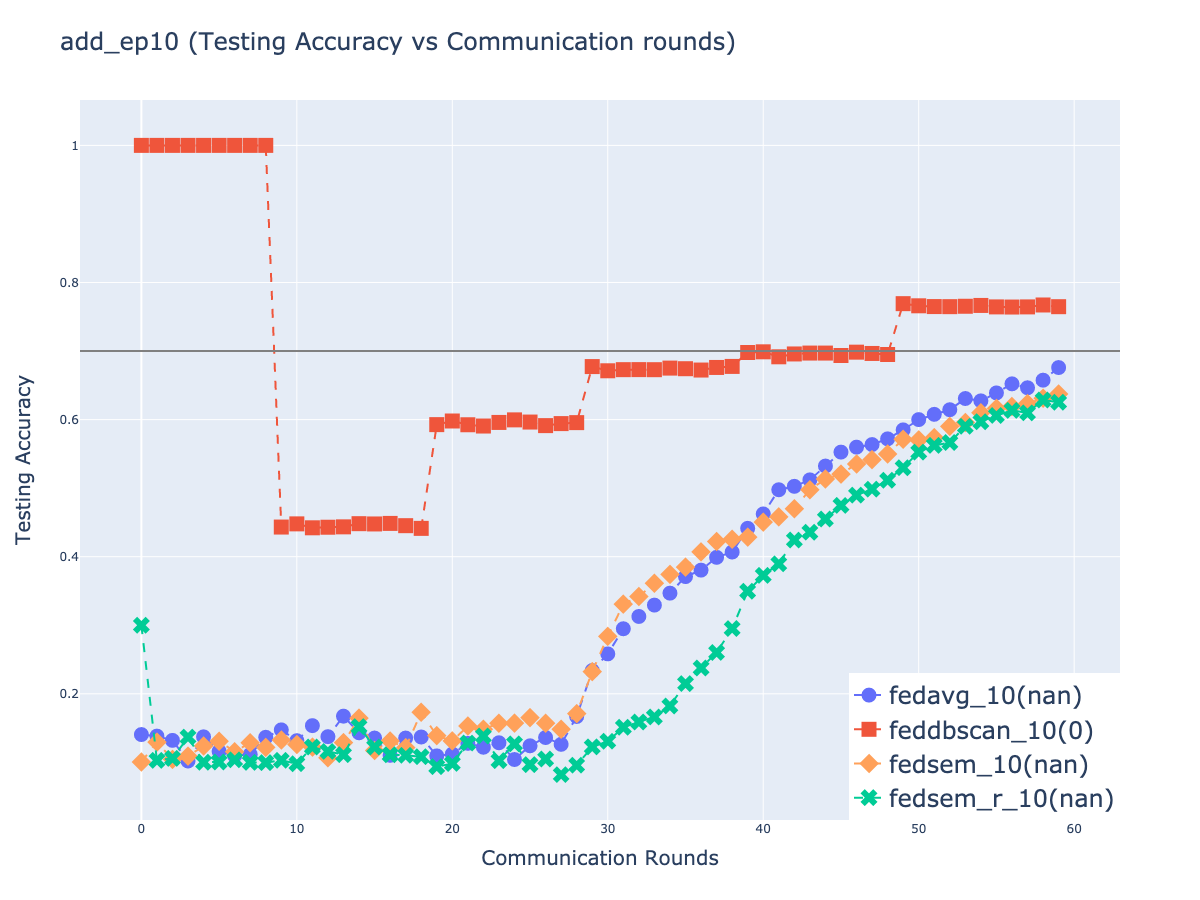 add_ep10 (Testing Accuracy vs Communication rounds)
1
0.8
0.6
0.4
0.2
Testing Accuracy
0 10 20 30 40 50 60
Communication Rounds
fedavg_10(nan)
feddbscan_10(0)
fedsem_10(nan)
fedsem_r_10(nan)